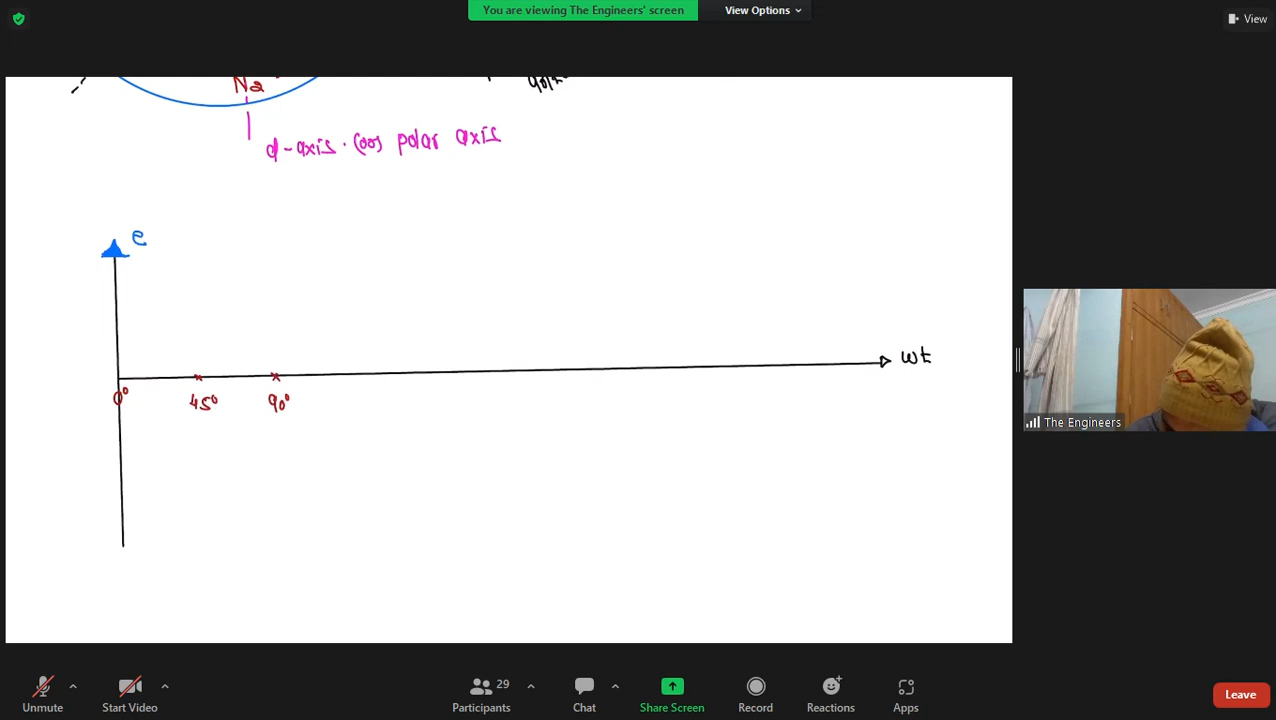 You are viewing The Engineers' screen
View Options
View
N2
d-axis. (or) polar axis
e
wt
0°
45°
90°
The Engineers
29
Unmute
Start Video
Participants
Chat
Share Screen
Record
Reactions
Apps
Leave